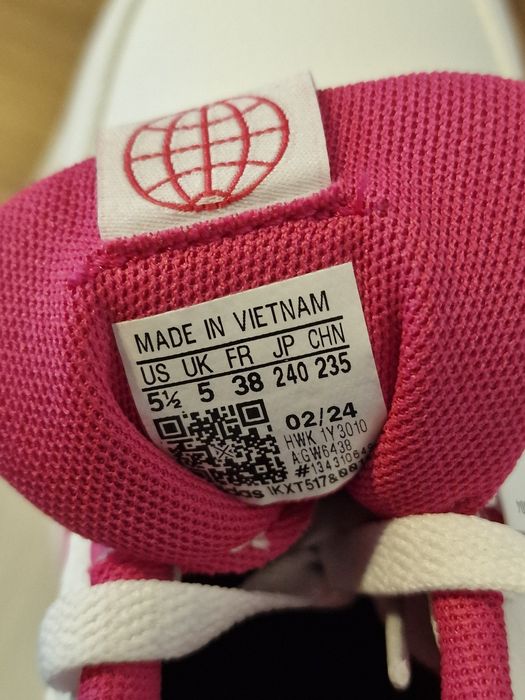 MADE IN VIETNAM
US UK FR JP CHN
5½ 5 38 240 235
02/24
HWK 1Y3010
AGW6438